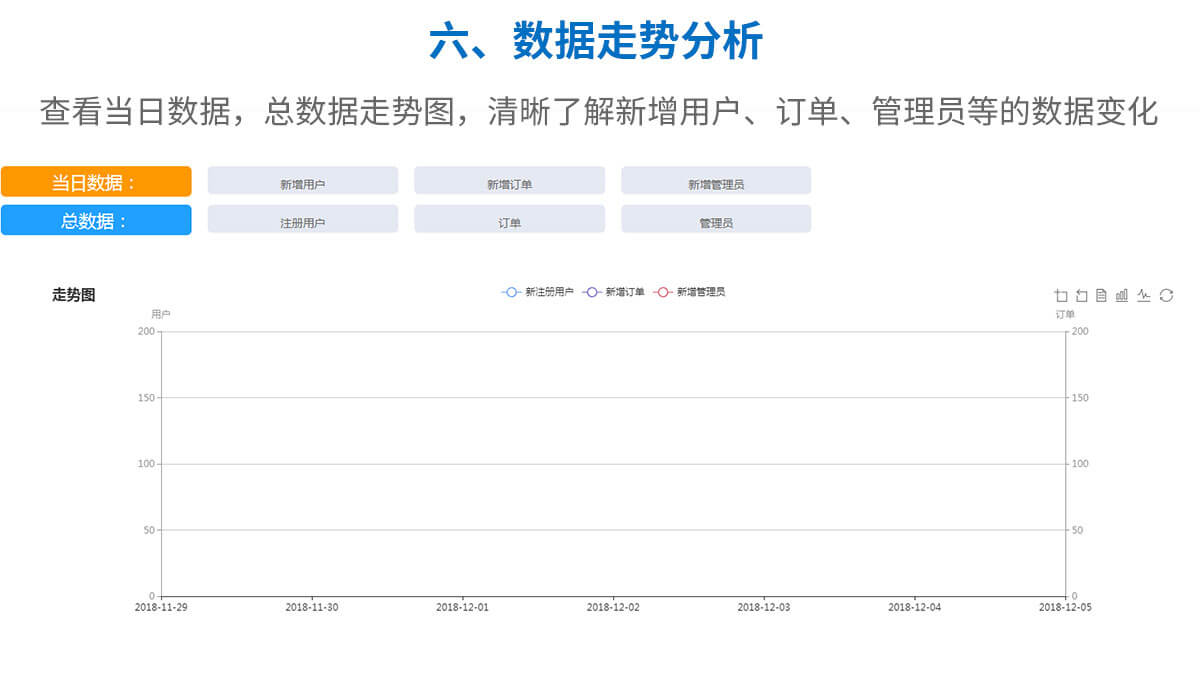 六、数据走势分析
查看当日数据，总数据走势图，清晰了解新增用户、订单、管理员等的数据变化
当日数据： 新增用户 新增订单 新增管理员
总数据： 注册用户 订单 管理员
走势图 新注册用户 新增订单 新增管理员
用户 订单
200 200
150 150
100 100
50 50
0 0
2018-11-29 2018-11-30 2018-12-01 2018-12-02 2018-12-03 2018-12-04 2018-12-05